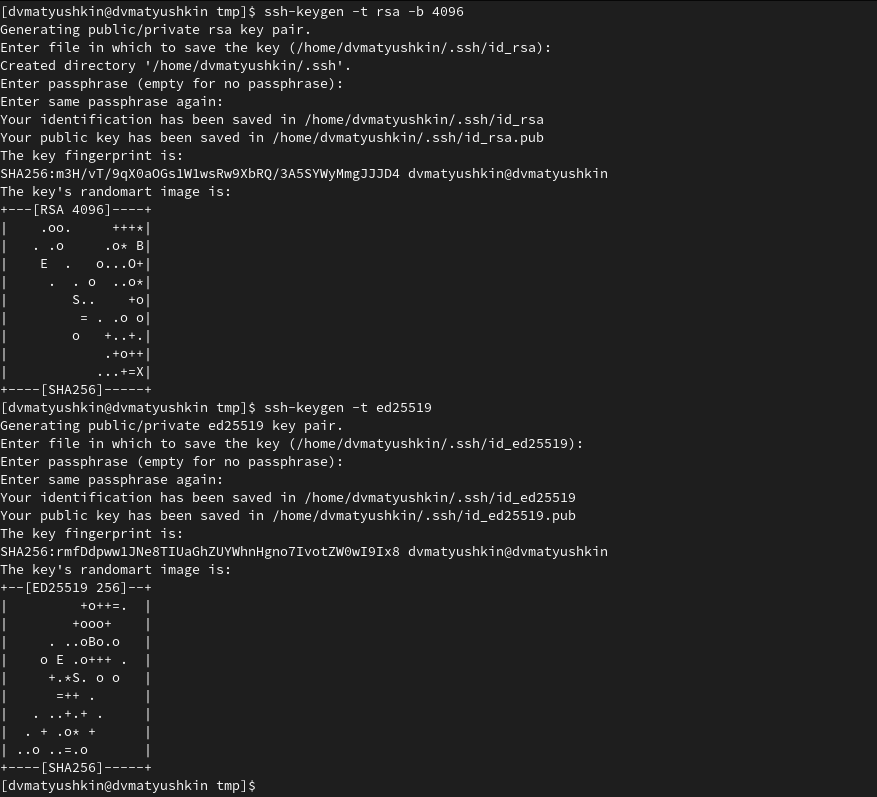 [dvmatyushkin@dvmatyushkin tmp]$ ssh-keygen -t rsa -b 4096
Generating public/private rsa key pair.
Enter file in which to save the key (/home/dvmatyushkin/.ssh/id_rsa):
Created directory '/home/dvmatyushkin/.ssh'.
Enter passphrase (empty for no passphrase):
Enter same passphrase again:
Your identification has been saved in /home/dvmatyushkin/.ssh/id_rsa
Your public key has been saved in /home/dvmatyushkin/.ssh/id_rsa.pub
The key fingerprint is:
SHA256:m3H/vT/9qX0aOGs1W1wsRw9XbRQ/3A5SYWyMmgJJJD4 dvmatyushkin@dvmatyushkin
The key's randomart image is:
+---[RSA 4096]----+
|    .oo.     +++*|
|   . .o     .o* B|
|    E  .   o...O+|
|     .  . o  ..o*|
|        S..    +o|
|         = . .o o|
|        o   +..+.|
|            .+o++|
|           ...+=X|
+----[SHA256]-----+
[dvmatyushkin@dvmatyushkin tmp]$ ssh-keygen -t ed25519
Generating public/private ed25519 key pair.
Enter file in which to save the key (/home/dvmatyushkin/.ssh/id_ed25519):
Enter passphrase (empty for no passphrase):
Enter same passphrase again:
Your identification has been saved in /home/dvmatyushkin/.ssh/id_ed25519
Your public key has been saved in /home/dvmatyushkin/.ssh/id_ed25519.pub
The key fingerprint is:
SHA256:rmfDdpww1JNe8TIUaGhZUYWhnHgno7IvotZW0wI9Ix8 dvmatyushkin@dvmatyushkin
The key's randomart image is:
+--[ED25519 256]--+
|         +o++=.  |
|        +ooo+    |
|     . ..oBo.o   |
|    o E .o+++ .  |
|     +.*S. o o   |
|      =++ .      |
|   . ..+.+ .     |
|  . + .o* +      |
| ..o ..=.o       |
+----[SHA256]-----+
[dvmatyushkin@dvmatyushkin tmp]$